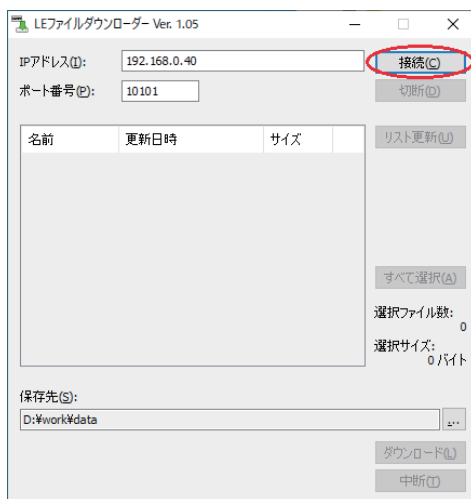 LEファイルダウンローダー Ver. 1.05
IPアドレス(I): 192.168.0.40 接続(C)
ポート番号(P): 10101 切断(D)
名前 更新日時 サイズ リスト更新(U)
すべて選択(A)
選択ファイル数:
0
選択サイズ:
0 バイト
保存先(S):
D:¥work¥data ...
ダウンロード(L)
中断(T)